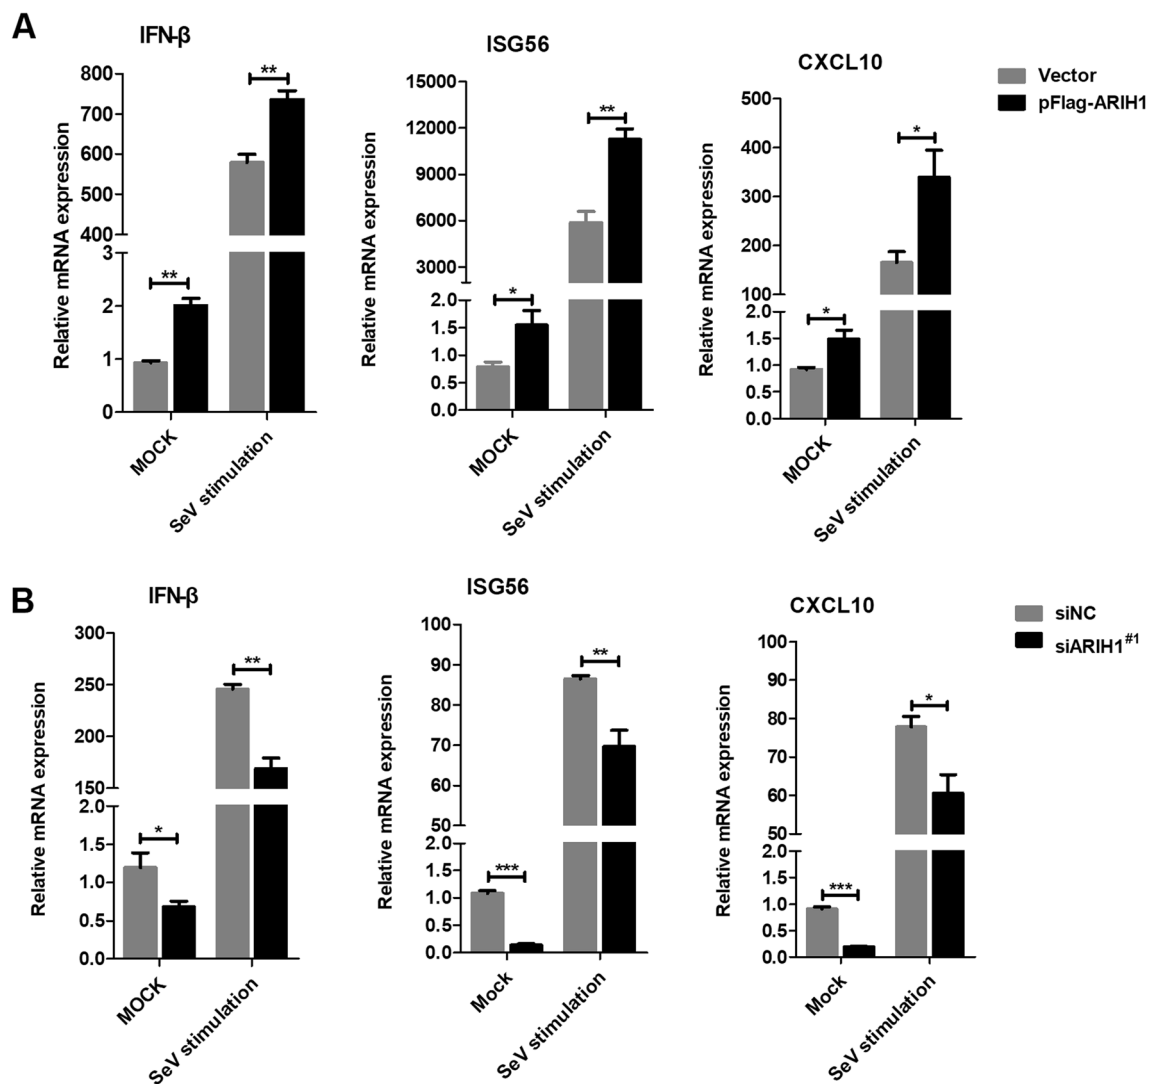 A
IFN-β
ISG56
CXCL10
Vector
pFlag-ARIH1
Relative mRNA expression
800
700
600
500
400
3
2
1
0
**
**
MOCK
SeV stimulation
Relative mRNA expression
15000
12000
9000
6000
3000
2.0
1.5
1.0
0.5
0.0
*
**
MOCK
SeV stimulation
Relative mRNA expression
500
400
300
200
100
2.0
1.5
1.0
0.5
0.0
*
*
MOCK
SeV stimulation
B
IFN-β
ISG56
CXCL10
siNC
siARIH1#1
Relative mRNA expression
300
250
200
150
2.0
1.5
1.0
0.5
0.0
*
**
MOCK
SeV stimulation
Relative mRNA expression
100
90
80
70
60
50
2.0
1.5
1.0
0.5
0.0
***
**
Mock
SeV stimulation
Relative mRNA expression
100
90
80
70
60
50
2.0
1.5
1.0
0.5
0.0
***
*
Mock
SeV stimulation